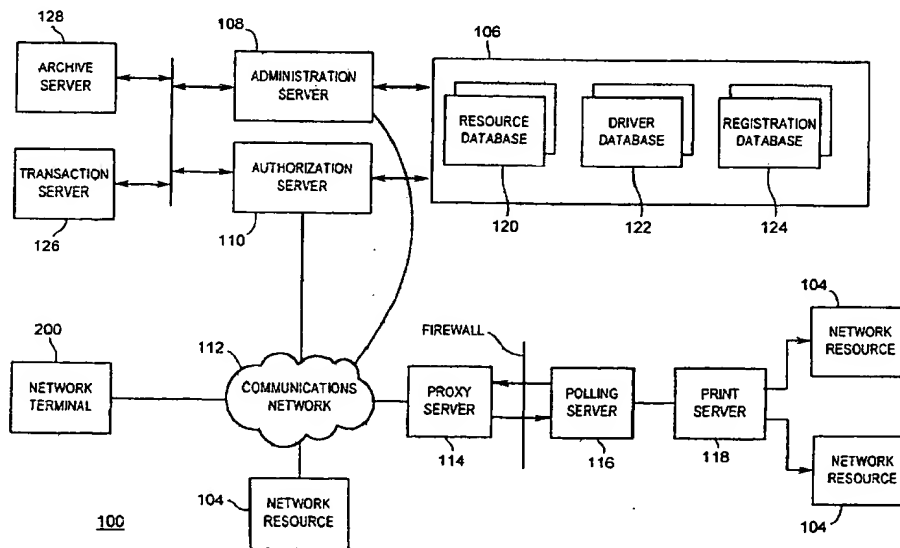 128
ARCHIVE
SERVER
108
ADMINISTRATION
SERVER
106
RESOURCE
DATABASE
DRIVER
DATABASE
REGISTRATION
DATABASE
TRANSACTION
SERVER
126
AUTHORIZATION
SERVER
110
120
122
124
200
NETWORK
TERMINAL
112
COMMUNICATIONS
NETWORK
FIREWALL
PROXY
SERVER
114
POLLING
SERVER
116
PRINT
SERVER
118
104
NETWORK
RESOURCE
104
NETWORK
RESOURCE
104
NETWORK
RESOURCE
100